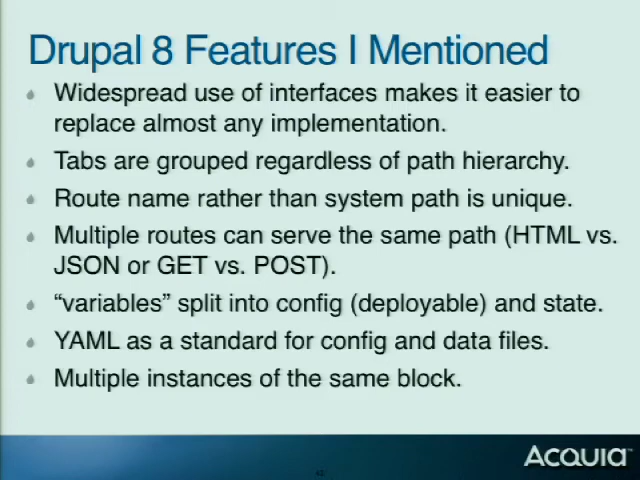 Drupal 8 Features I Mentioned
Widespread use of interfaces makes it easier to
replace almost any implementation.
Tabs are grouped regardless of path hierarchy.
Route name rather than system path is unique.
Multiple routes can serve the same path (HTML vs.
JSON or GET vs. POST).
“variables” split into config (deployable) and state.
YAML as a standard for config and data files.
Multiple instances of the same block.
ACQUIA